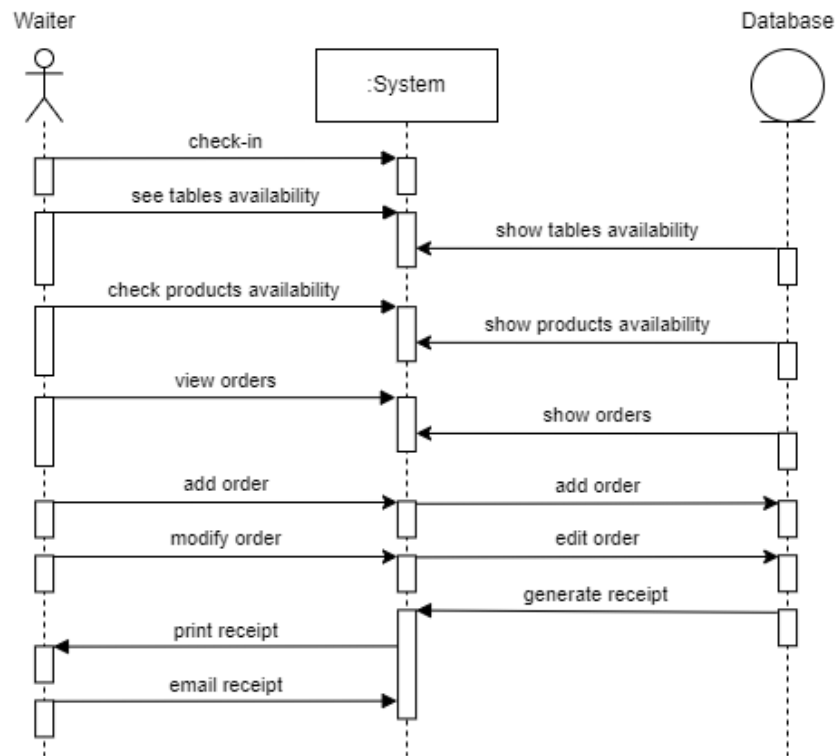 Waiter
Database
:System
check-in
see tables availability
show tables availability
check products availability
show products availability
view orders
show orders
add order
add order
modify order
edit order
generate receipt
print receipt
email receipt